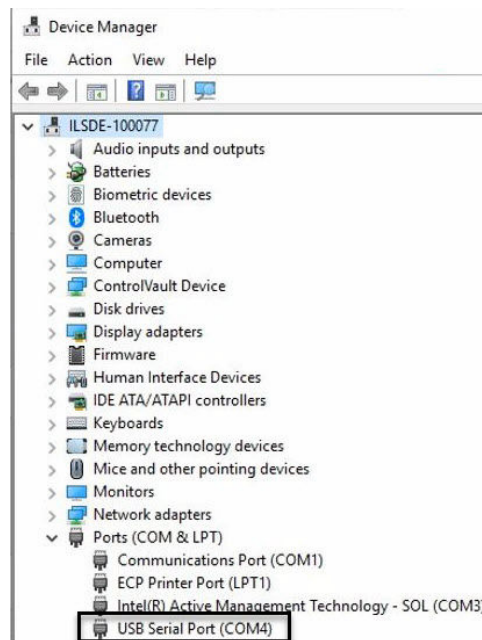 Device Manager
File Action View Help
ILSDE-100077
Audio inputs and outputs
Batteries
Biometric devices
Bluetooth
Cameras
Computer
ControlVault Device
Disk drives
Display adapters
Firmware
Human Interface Devices
IDE ATA/ATAPI controllers
Keyboards
Memory technology devices
Mice and other pointing devices
Monitors
Network adapters
Ports (COM & LPT)
Communications Port (COM1)
ECP Printer Port (LPT1)
Intel(R) Active Management Technology - SOL (COM3)
USB Serial Port (COM4)